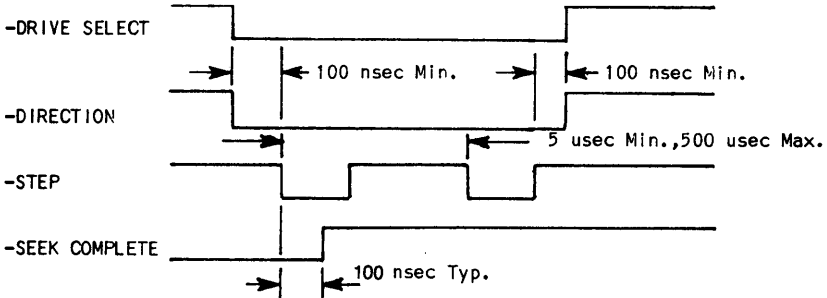 -DRIVE SELECT
100 nsec Min.
100 nsec Min.
-DIRECTION
5 usec Min.,500 usec Max.
-STEP
-SEEK COMPLETE
100 nsec Typ.